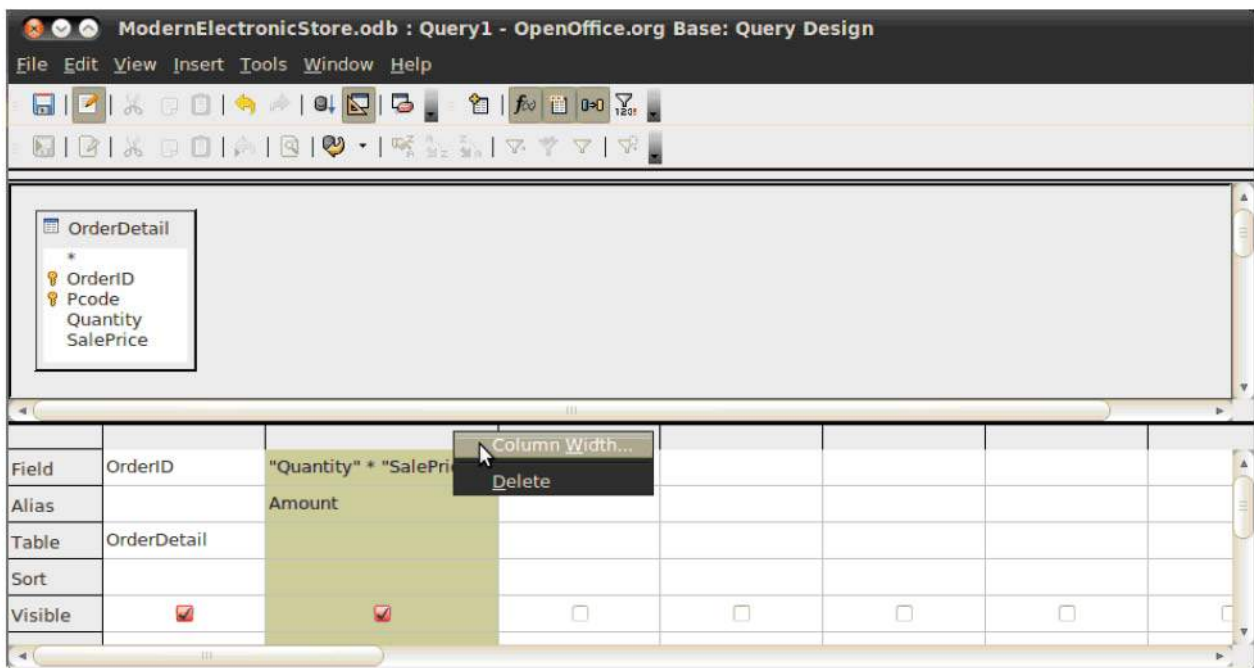 ModernElectronicStore.odb : Query1 - OpenOffice.org Base: Query Design
File Edit View Insert Tools Window Help
OrderDetail
*
OrderID
Pcode
Quantity
SalePrice
Column Width...
Delete
Field OrderID "Quantity" * "SalePri
Alias Amount
Table OrderDetail
Sort
Visible